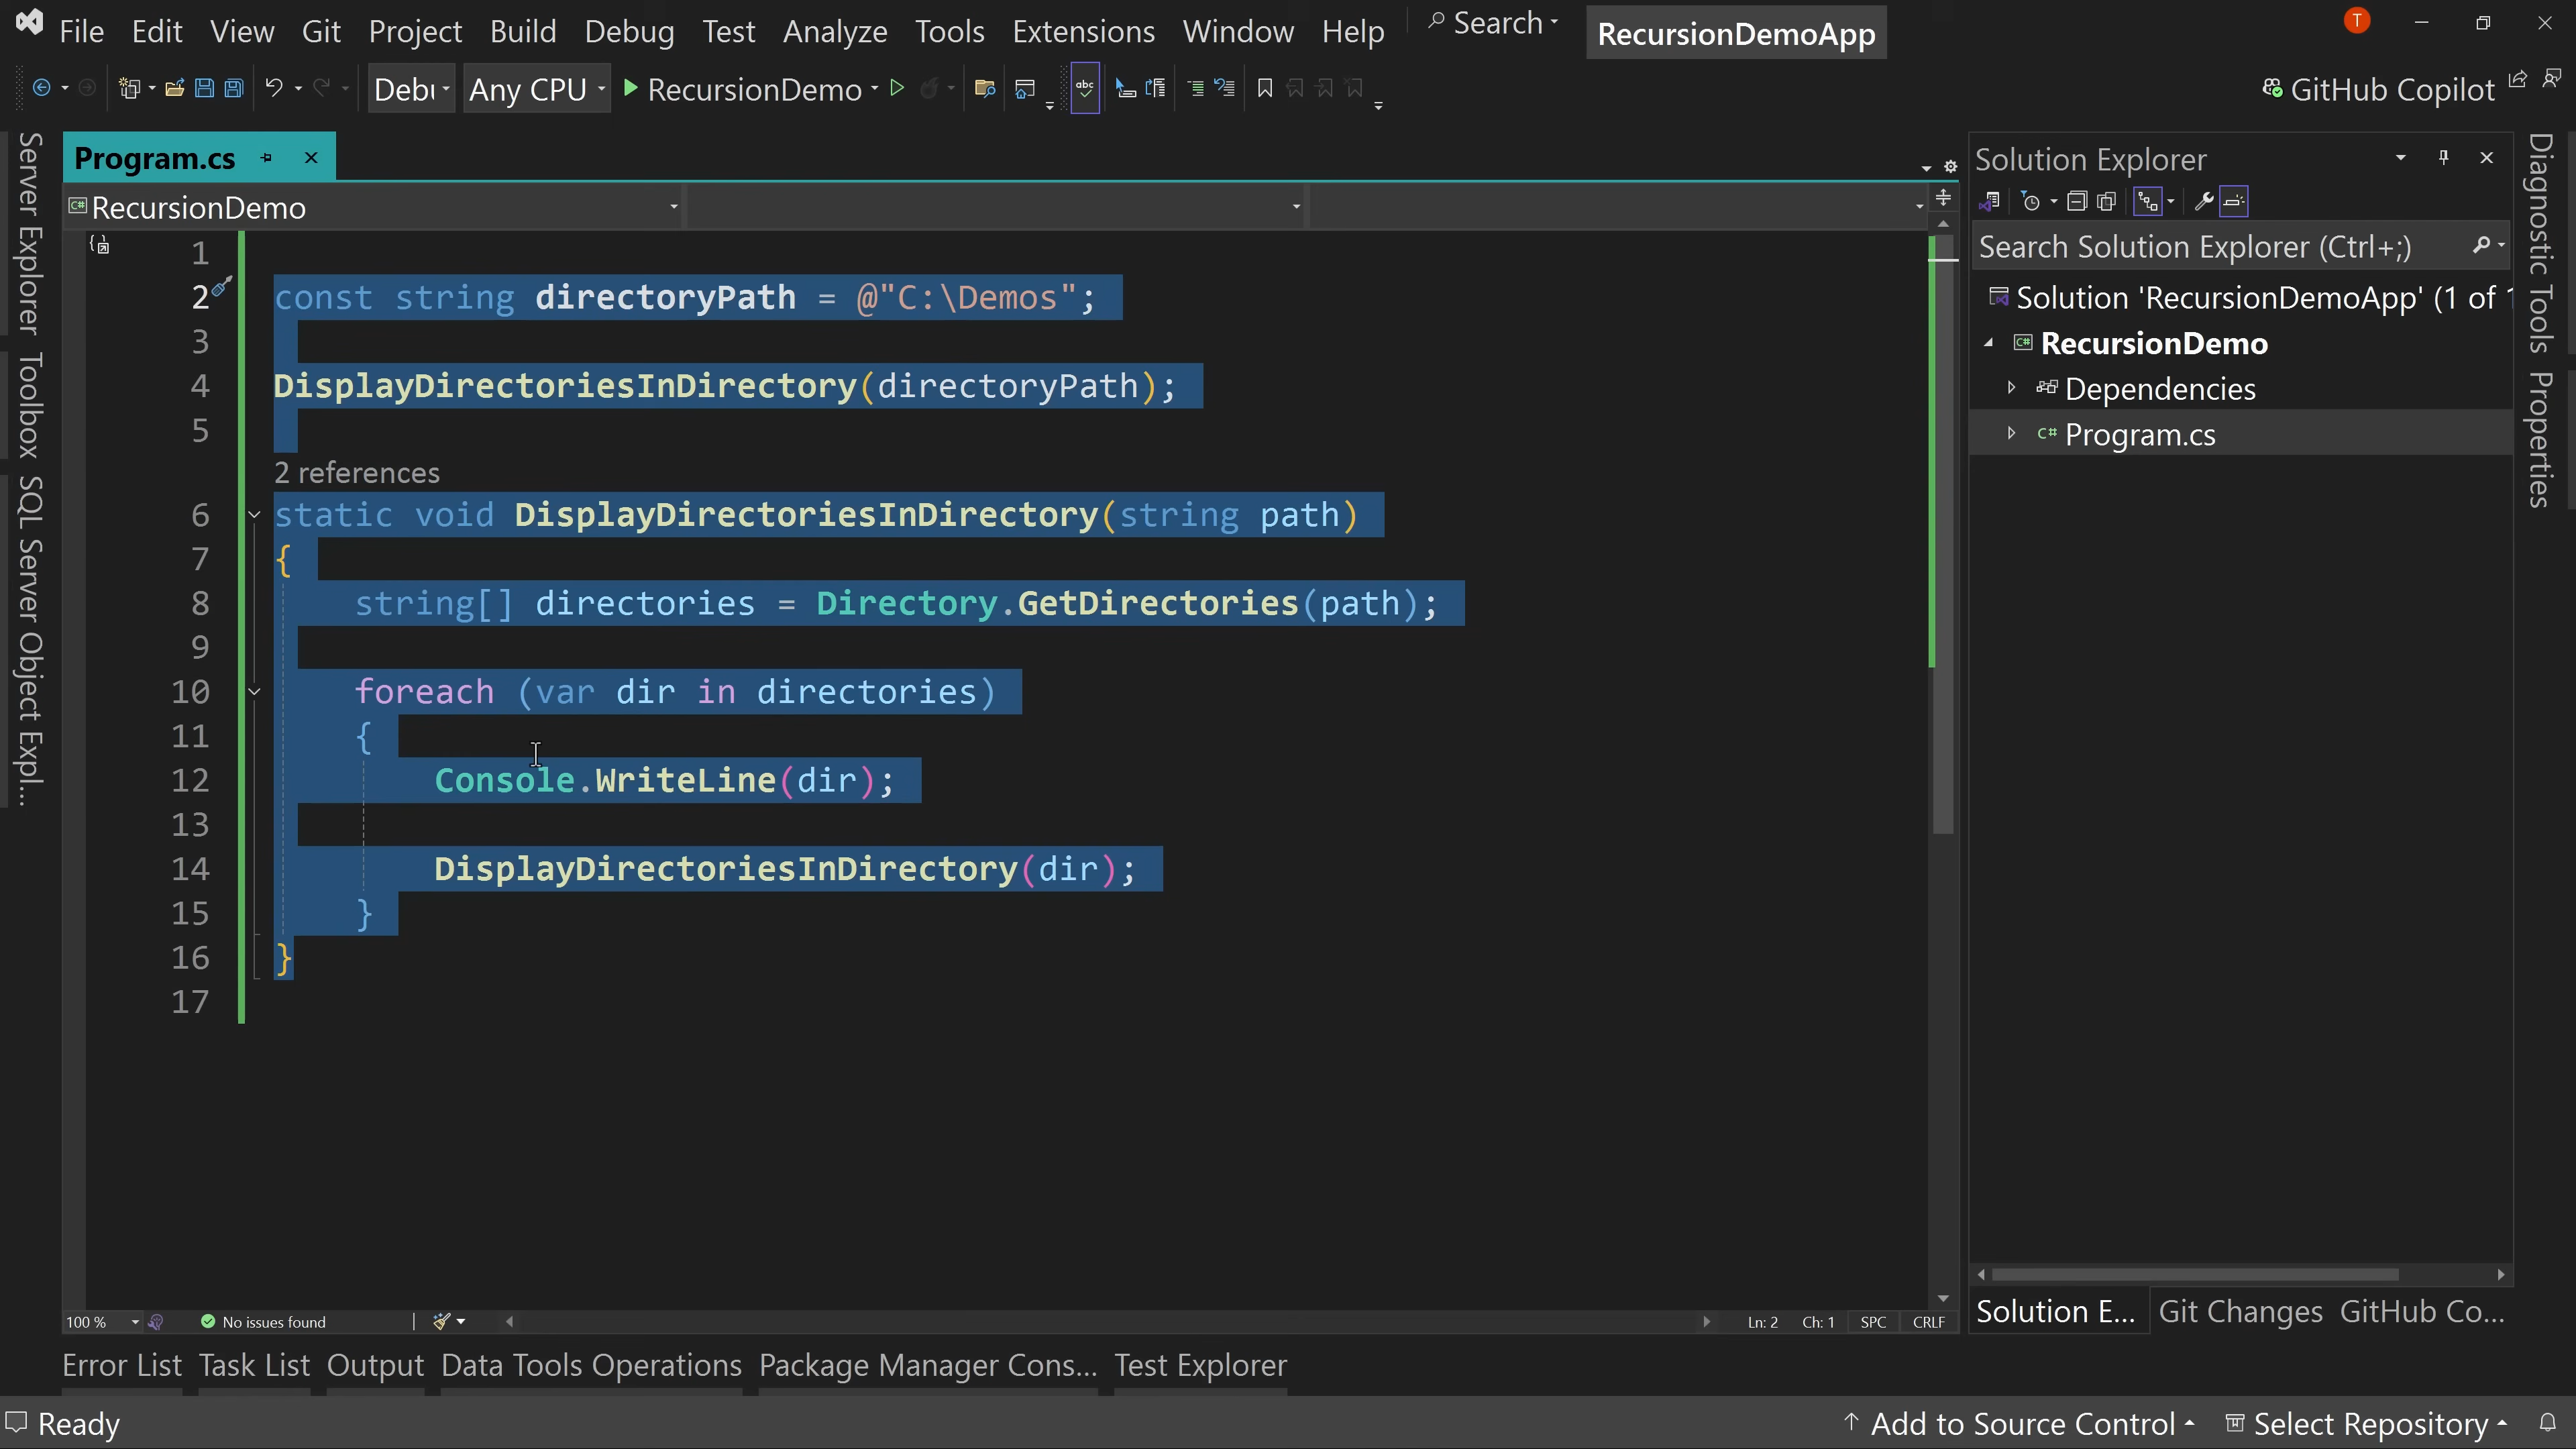 File Edit View Git Project Build Debug Test Analyze Tools Extensions Window Help Search RecursionDemoApp T
Debu Any CPU RecursionDemo abc GitHub Copilot
Program.cs
C# RecursionDemo
1
2 const string directoryPath = @"C:\Demos";
3
4 DisplayDirectoriesInDirectory(directoryPath);
5
2 references
6 static void DisplayDirectoriesInDirectory(string path)
7 {
8 string[] directories = Directory.GetDirectories(path);
9
10 foreach (var dir in directories)
11 {
12 Console.WriteLine(dir);
13
14 DisplayDirectoriesInDirectory(dir);
15 }
16 }
17
100 % No issues found Ln: 2 Ch: 1 SPC CRLF
Server Explorer
Toolbox
SQL Server Object Expl...
Solution Explorer
Search Solution Explorer (Ctrl+;)
Solution 'RecursionDemoApp' (1 of
C# RecursionDemo
Dependencies
C# Program.cs
Solution E... Git Changes GitHub Co...
Diagnostic Tools
Properties
Error List Task List Output Data Tools Operations Package Manager Cons... Test Explorer
Ready Add to Source Control Select Repository